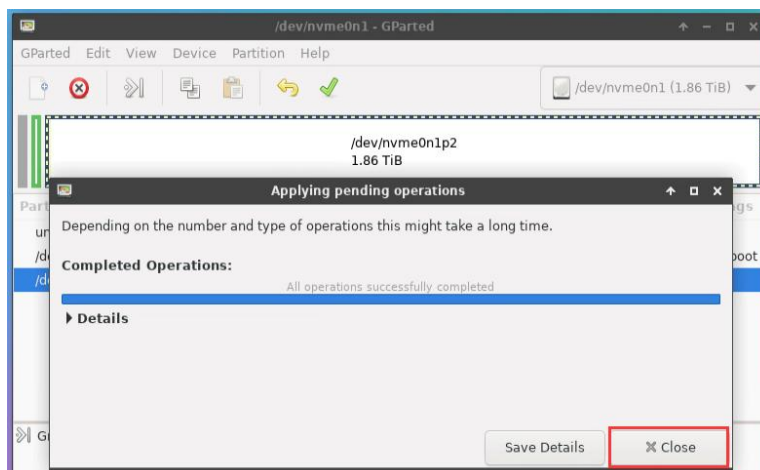 /dev/nvme0n1 - GParted
GParted Edit View Device Partition Help
/dev/nvme0n1 (1.86 TiB)
/dev/nvme0n1p2
1.86 TiB
Applying pending operations
Depending on the number and type of operations this might take a long time.
Completed Operations:
All operations successfully completed
Details
Save Details
Close